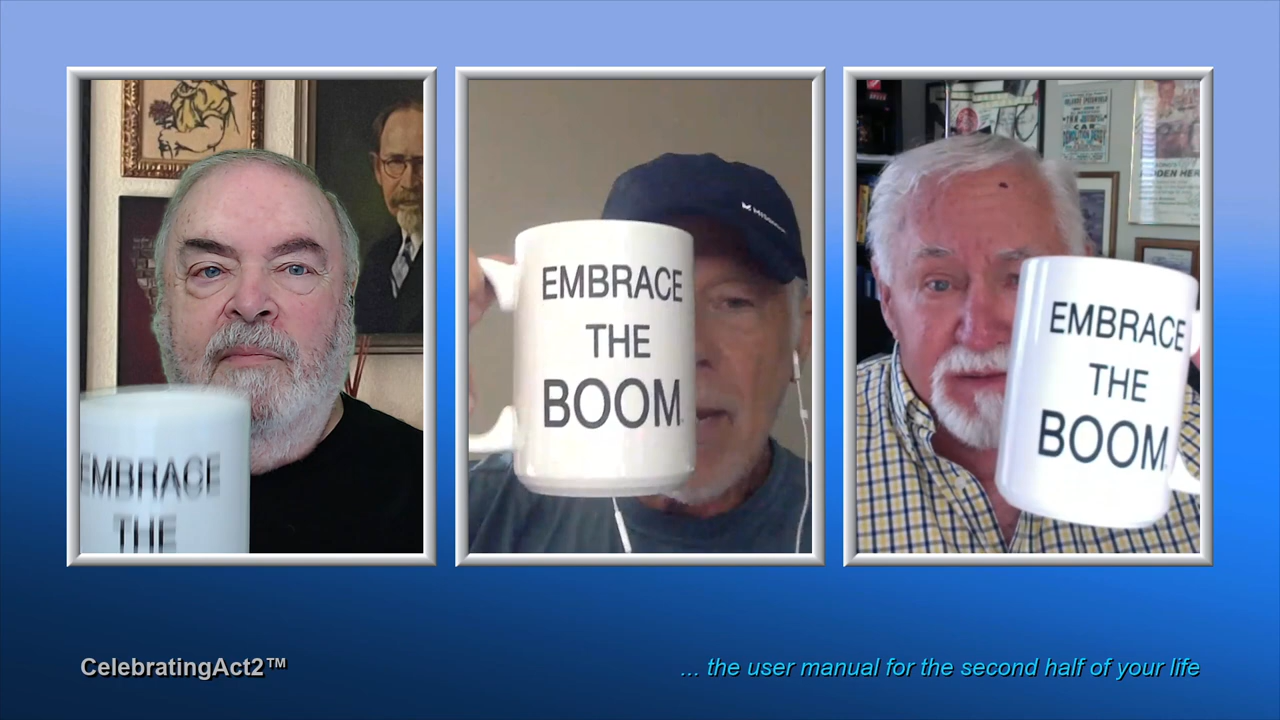 EMBRACE
THE
EMBRACE
THE
BOOM
EMBRACE
THE
BOOM
CelebratingAct2™
... the user manual for the second half of your life